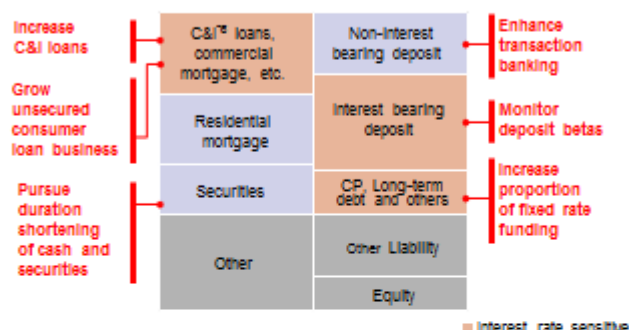 Increase
C&I loans
Grow
unsecured
consumer
loan business
Pursue
duration
shortening
of cash and
securities
C&I*8 loans,
commercial
mortgage, etc.
Residential
mortgage
Securities
Other
Non-interest
bearing deposit
Interest bearing
deposit
CP, Long-term
debt and others
Other Liability
Equity
Enhance
transaction
banking
Monitor
deposit betas
Increase
proportion
of fixed rate
funding
Interest rate sensitive